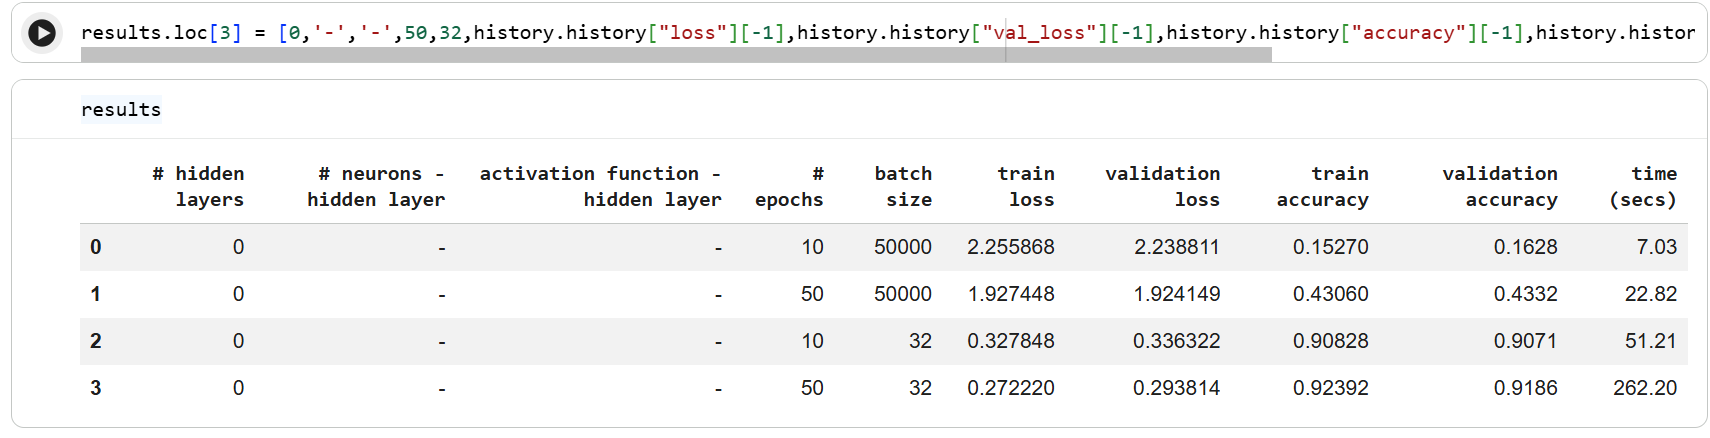 results.loc[3] = [0,'-','-',50,32,history.history["loss"][-1],history.history["val_loss"][-1],history.history["accuracy"][-1],history.histor
results
# hidden layers # neurons - hidden layer activation function - hidden layer # epochs batch size train loss validation loss train accuracy validation accuracy time (secs)
0 0 - - 10 50000 2.255868 2.238811 0.15270 0.1628 7.03
1 0 - - 50 50000 1.927448 1.924149 0.43060 0.4332 22.82
2 0 - - 10 32 0.327848 0.336322 0.90828 0.9071 51.21
3 0 - - 50 32 0.272220 0.293814 0.92392 0.9186 262.20